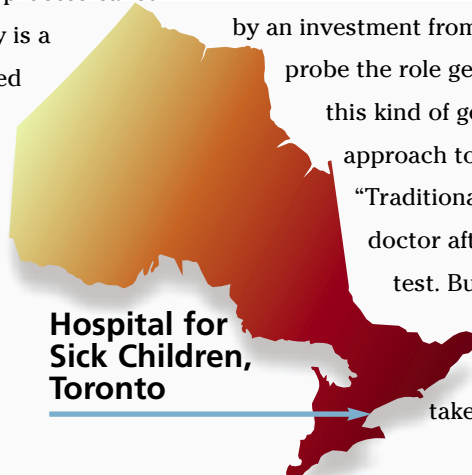 y is a
ed
by an investment from
probe the role ge
this kind of g
approach to
“Traditiona
doctor aft
test. Bu
take
Hospital for
Sick Children,
Toronto